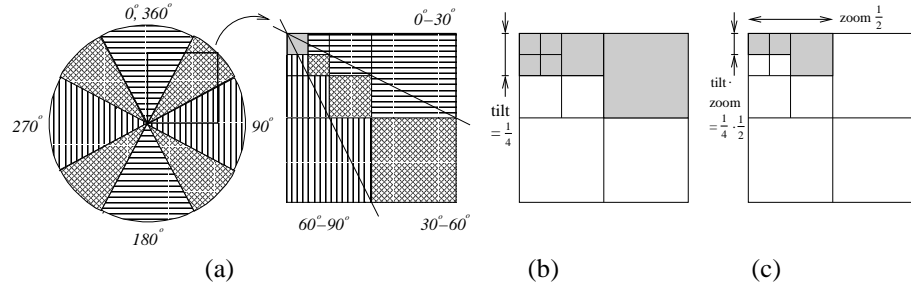 0°, 360°
270°
90°
180°
0°–30°
60–90°
30–60°
(a)
tilt
= 1/4
(b)
zoom 1/2
tilt·
zoom
= 1/4 · 1/2
(c)